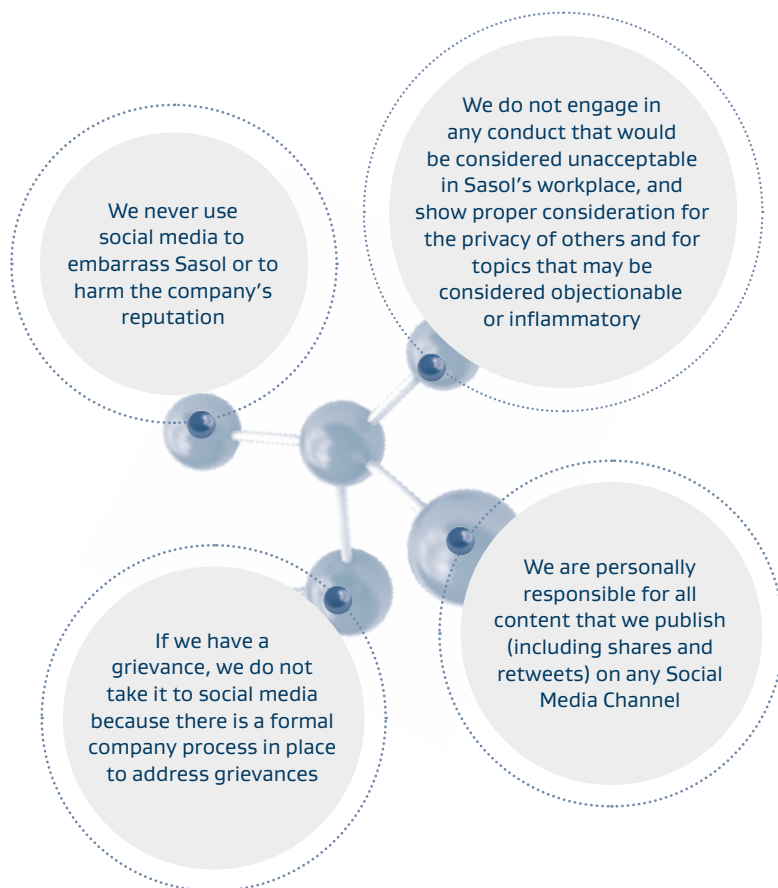 We never use
social media to
embarrass Sasol or to
harm the company's
reputation
We do not engage in
any conduct that would
be considered unacceptable
in Sasol's workplace, and
show proper consideration for
the privacy of others and for
topics that may be
considered objectionable
or inflammatory
If we have a
grievance, we do not
take it to social media
because there is a formal
company process in place
to address grievances
We are personally
responsible for all
content that we publish
(including shares and
retweets) on any Social
Media Channel